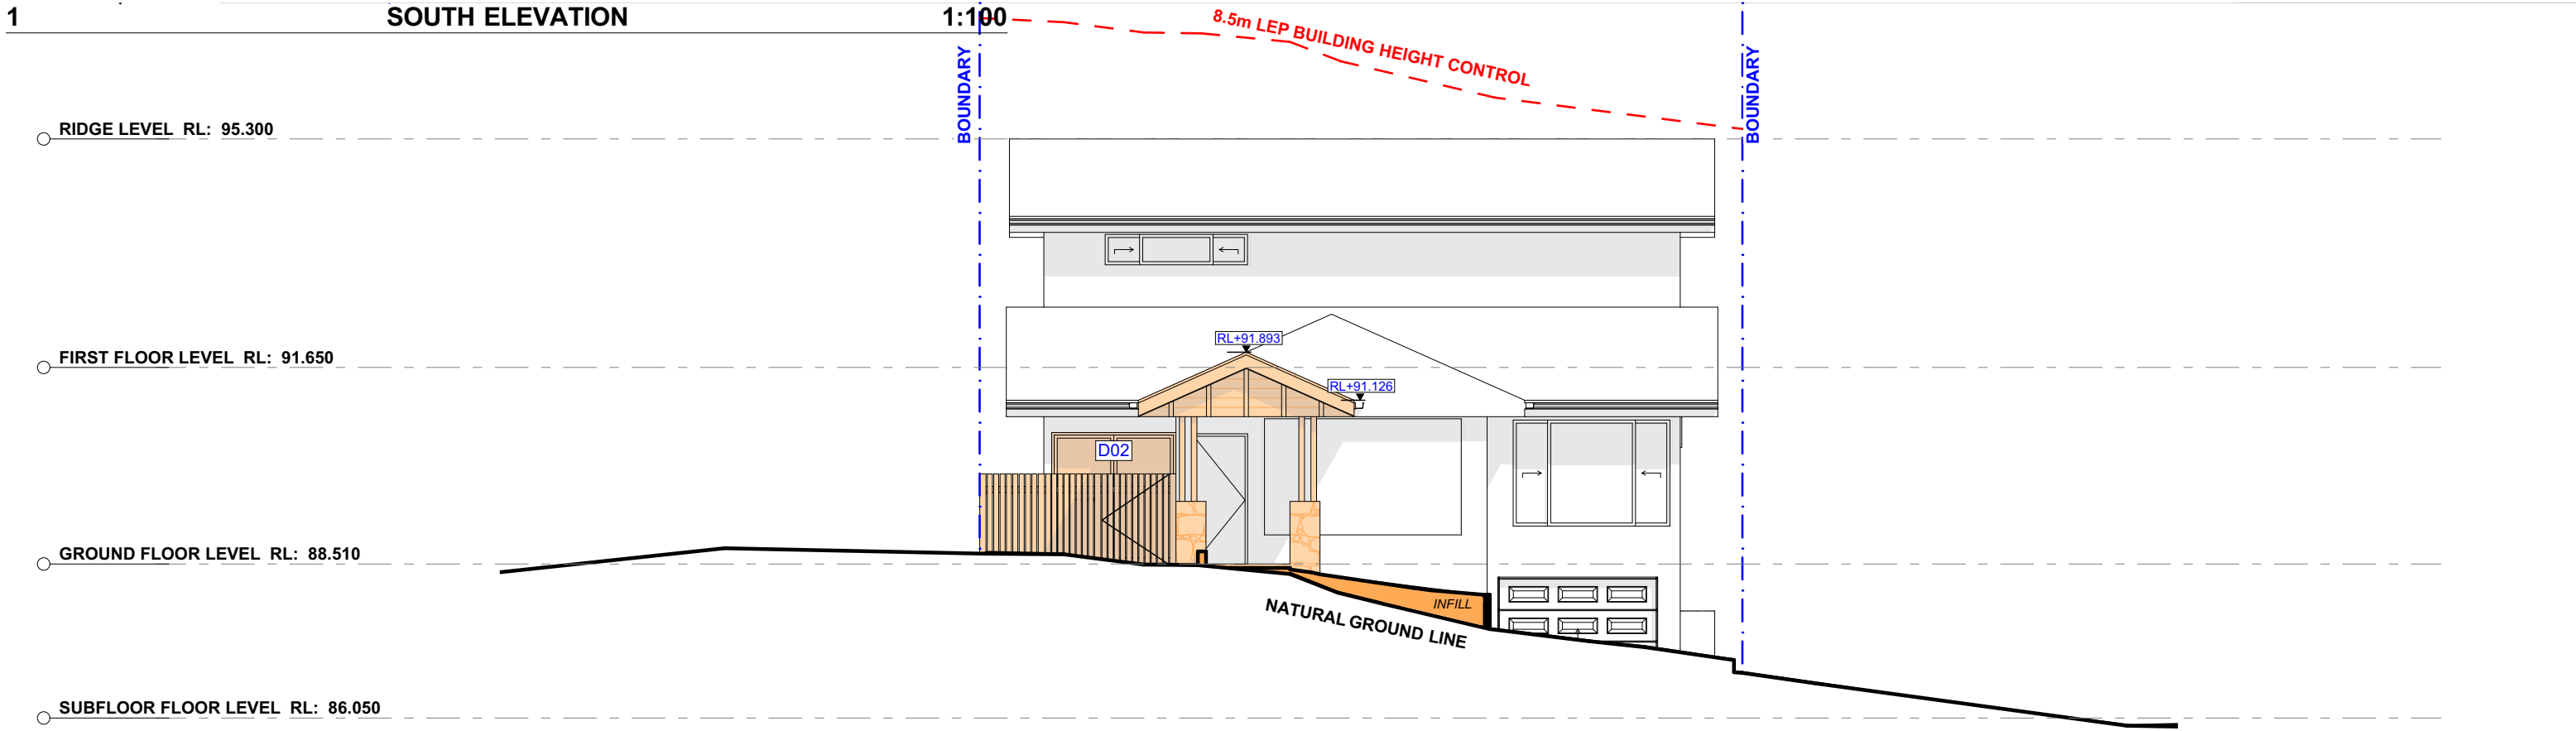 1 SOUTH ELEVATION 1:100
8.5m LEP BUILDING HEIGHT CONTROL
BOUNDARY
BOUNDARY
RIDGE LEVEL RL: 95.300
RL+91.893
FIRST FLOOR LEVEL RL: 91.650
RL+91.126
D02
GROUND FLOOR LEVEL RL: 88.510
INFILL
NATURAL GROUND LINE
SUBFLOOR FLOOR LEVEL RL: 86.050